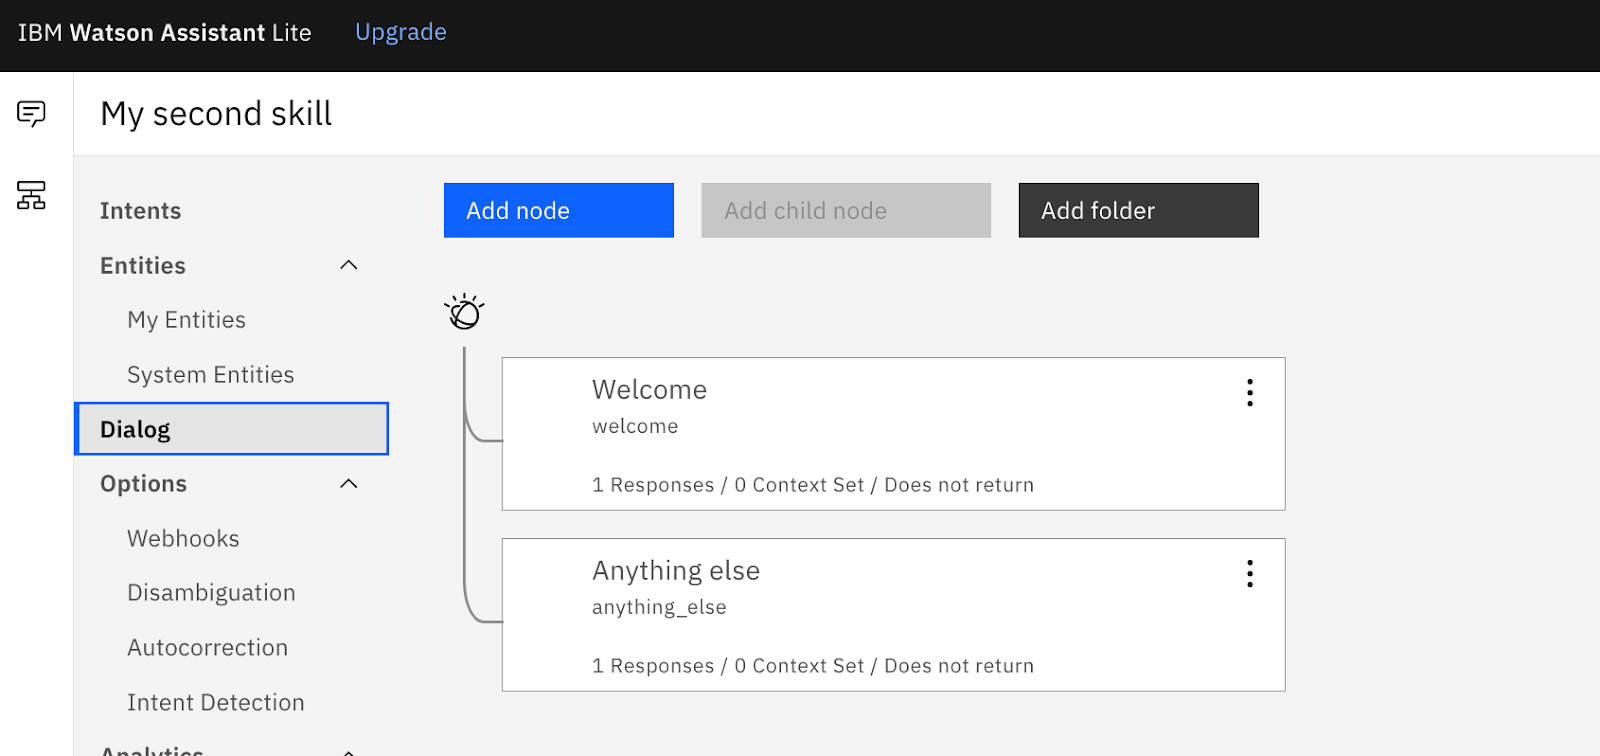 IBM Watson Assistant Lite Upgrade
My second skill
Intents
Entities
My Entities
System Entities
Dialog
Options
Webhooks
Disambiguation
Autocorrection
Intent Detection
Analytics
Add node
Add child node
Add folder
Welcome
welcome
1 Responses / 0 Context Set / Does not return
Anything else
anything_else
1 Responses / 0 Context Set / Does not return